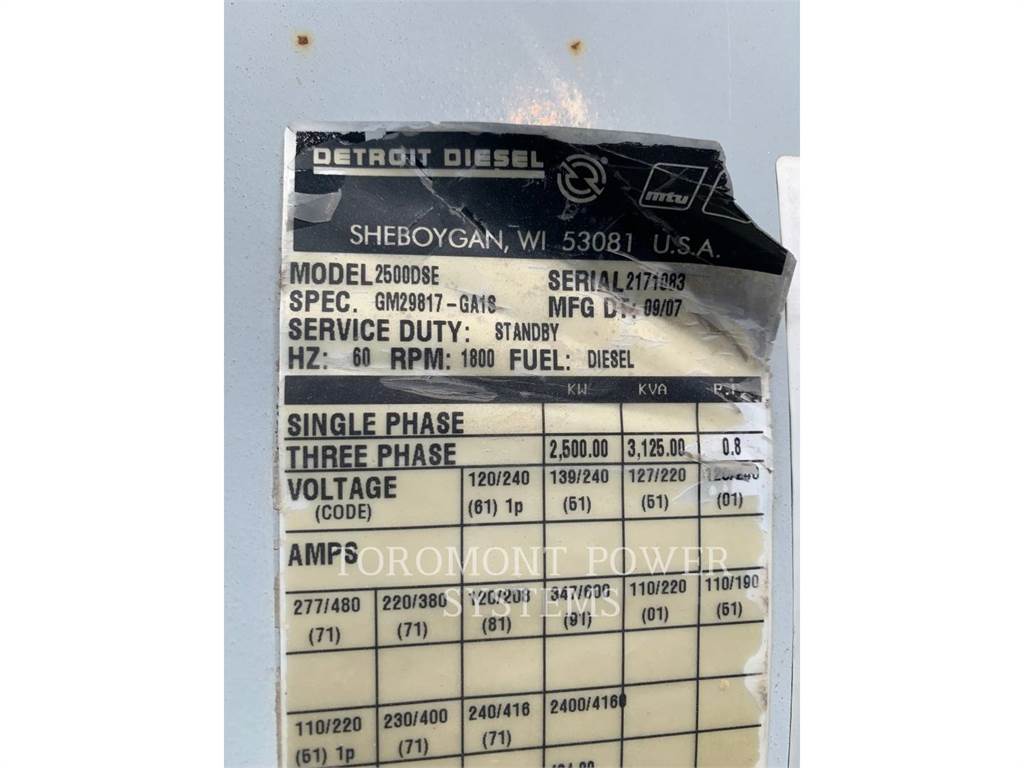 DETROIT DIESEL
mtu
SHEBOYGAN, WI 53081 U.S.A.
MODEL 2500DSE SERIAL 2171083
SPEC. GM29817-GA1S MFG DT: 09/07
SERVICE DUTY: STANDBY
HZ: 60 RPM: 1800 FUEL: DIESEL
KW KVA P.F.
SINGLE PHASE
THREE PHASE 2,500.00 3,125.00 0.8
VOLTAGE 120/240 139/240 127/220 120/240
(CODE) (61) 1p (51) (51) (01)
AMPS
TOROMONT POWER
SYSTEMS
277/480 220/380 120/208 347/600 110/220 110/190
(71) (71) (81) (91) (01) (51)
110/220 230/400 240/416 2400/4160
(51) 1p (71) (71)